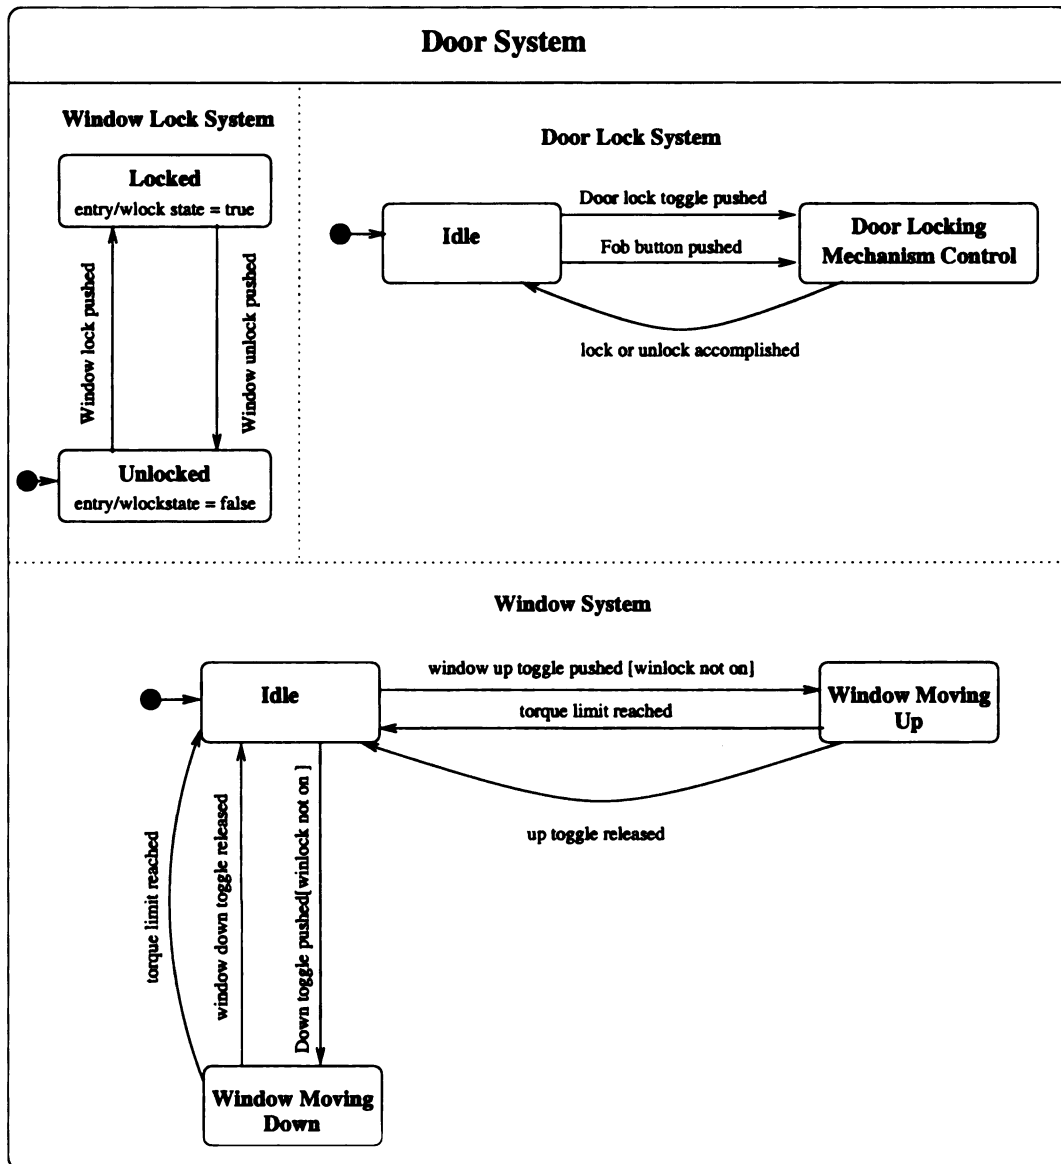 Door System
Window Lock System
Locked
entry/wlock state = true
Window lock pushed
Window unlock pushed
Unlocked
entry/wlockstate = false
Door Lock System
Idle
Door lock toggle pushed
Fob button pushed
Door Locking
Mechanism Control
lock or unlock accomplished
Window System
Idle
window up toggle pushed [winlock not on]
torque limit reached
Window Moving
Up
up toggle released
torque limit reached
window down toggle released
Down toggle pushed[winlock not on ]
Window Moving
Down